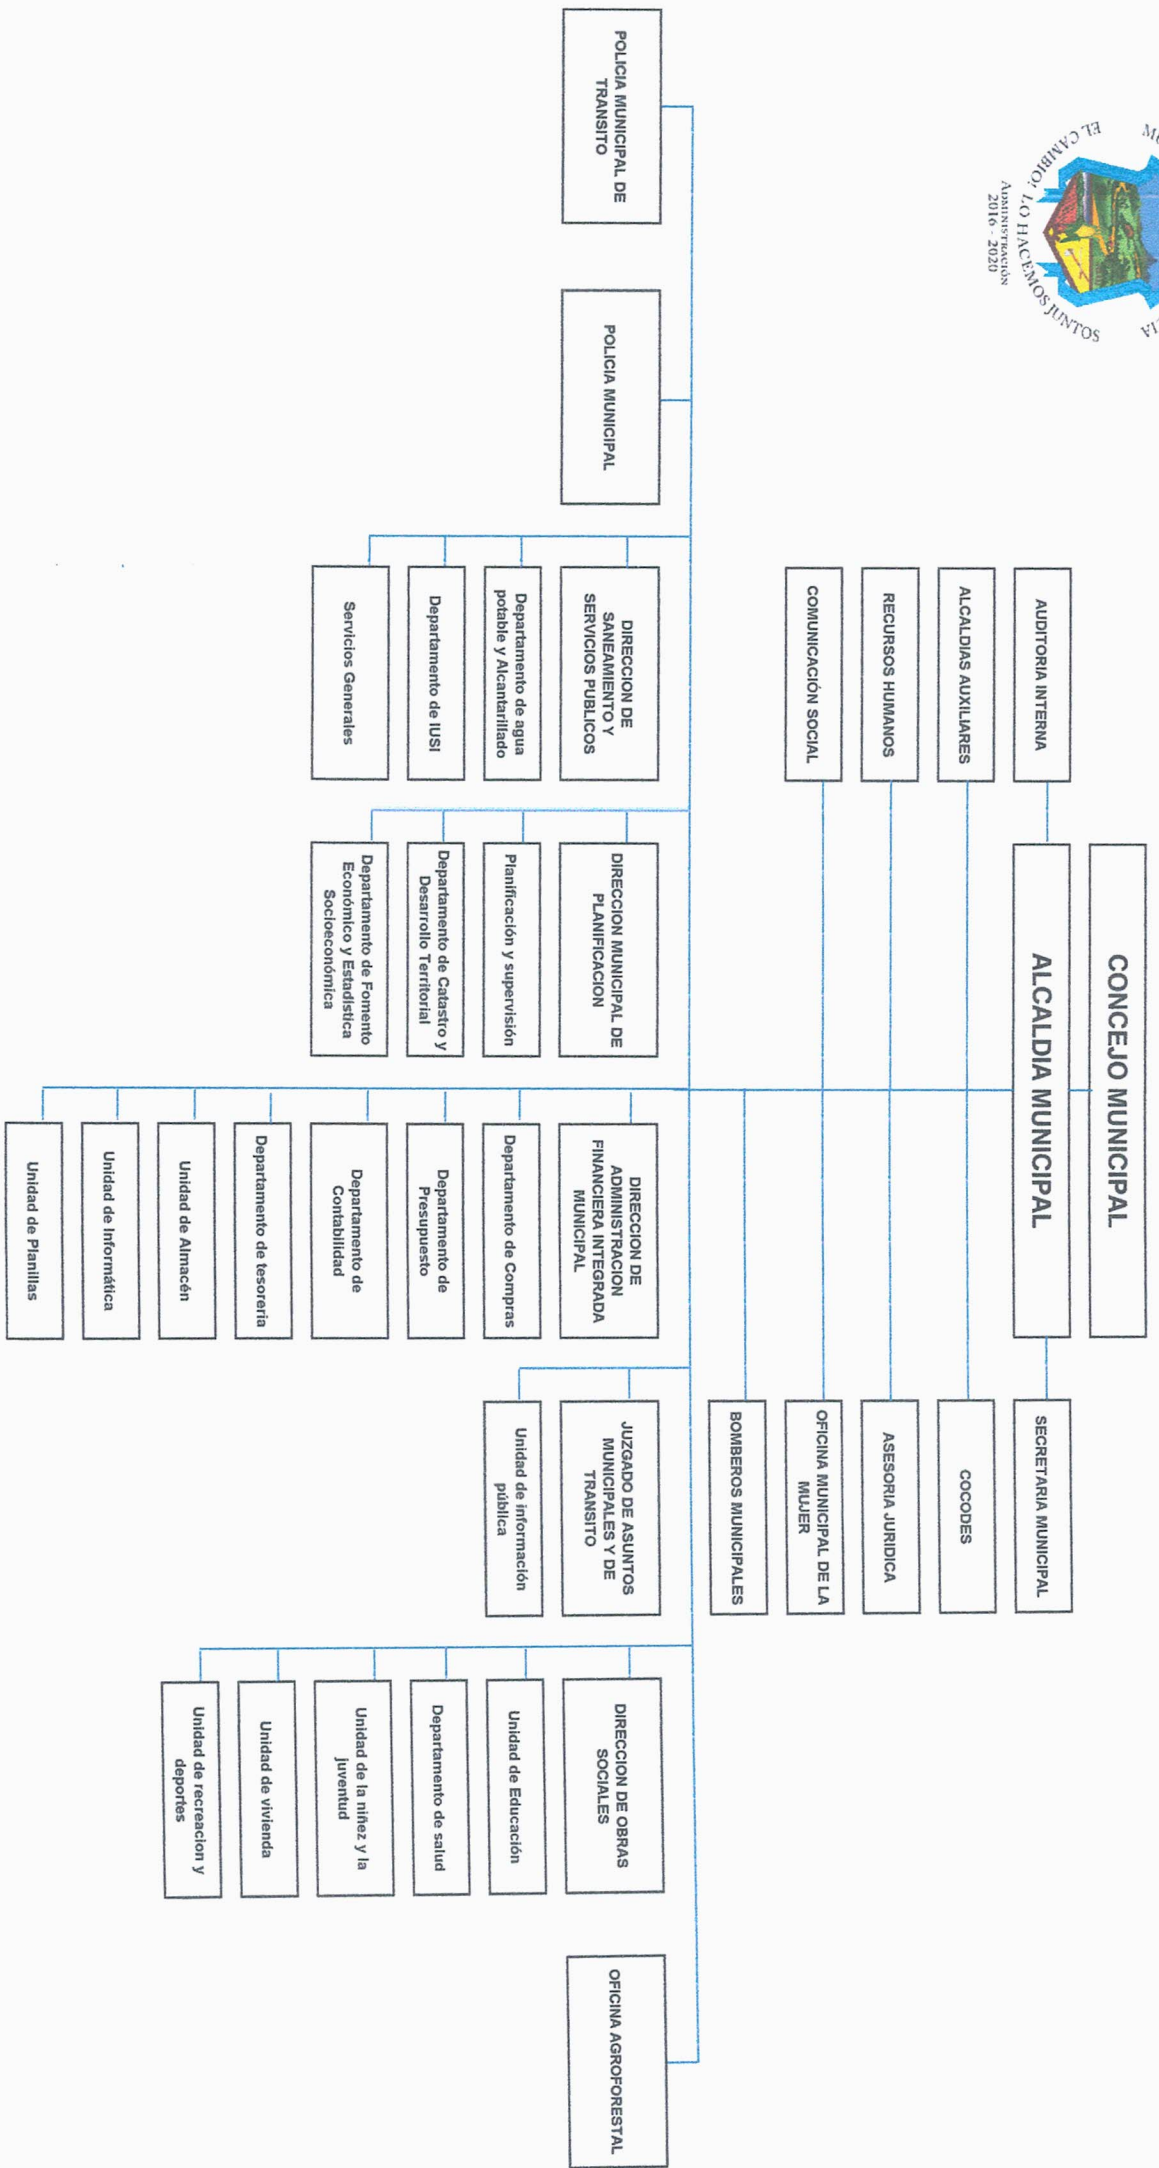 EL CAMBIO, LO HACEMOS JUNTOS
ADMINISTRACIÓN
2016 - 2020
CONCEJO MUNICIPAL
ALCALDIA MUNICIPAL
AUDITORIA INTERNA
SECRETARIA MUNICIPAL
ALCALDIAS AUXILIARES
COCODES
RECURSOS HUMANOS
ASESORIA JURIDICA
COMUNICACIÓN SOCIAL
OFICINA MUNICIPAL DE LA
MUJER
BOMBEROS MUNICIPALES
POLICIA MUNICIPAL DE
TRANSITO
POLICIA MUNICIPAL
DIRECCION DE
SANEAMIENTO Y
SERVICIOS PUBLICOS
Departamento de agua
potable y Alcantarillado
Departamento de IUSI
Servicios Generales
DIRECCION MUNICIPAL DE
PLANIFICACION
Planificación y supervisión
Departamento de Catastro y
Desarrollo Territorial
Departamento de Fomento
Económico y Estadística
Socioeconómica
DIRECCION DE
ADMINISTRACION
FINANCIERA INTEGRADA
MUNICIPAL
Departamento de Compras
Departamento de
Presupuesto
Departamento de
Contabilidad
Departamento de tesoreria
Unidad de Almacén
Unidad de Informática
Unidad de Planillas
JUZGADO DE ASUNTOS
MUNICIPALES Y DE
TRANSITO
Unidad de información
pública
DIRECCION DE OBRAS
SOCIALES
Unidad de Educación
Departamento de salud
Unidad de la niñez y la
juventud
Unidad de vivienda
Unidad de recreacion y
deportes
OFICINA AGROFORESTAL